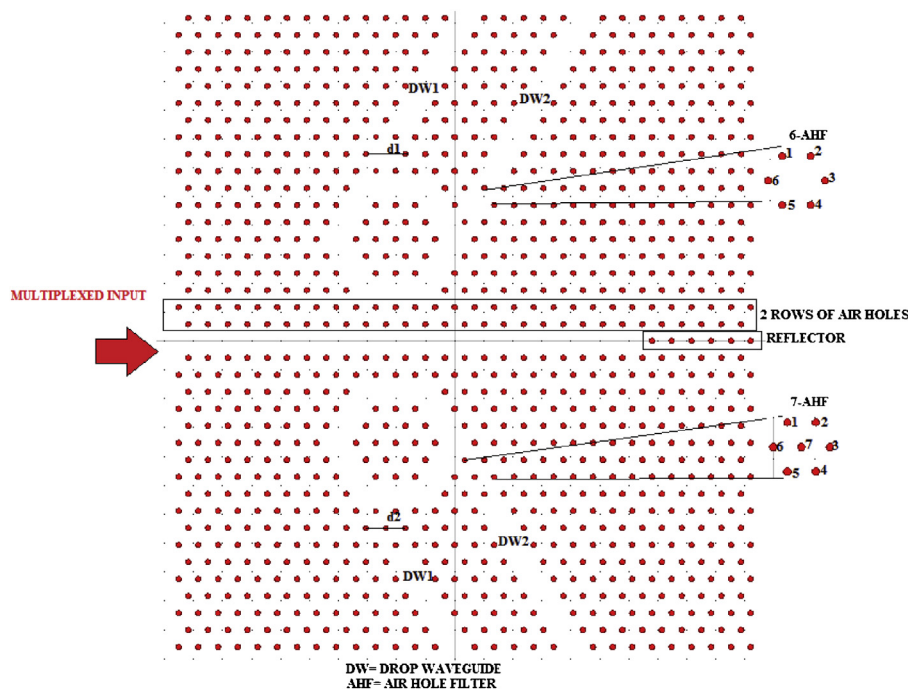 DW1
DW2
6-AHF
d1
1 2
6 3
5 4
MULTIPLEXED INPUT
2 ROWS OF AIR HOLES
REFLECTOR
7-AHF
1 2
6 7 3
5 4
d2
DW2
DW1
DW= DROP WAVEGUIDE
AHF= AIR HOLE FILTER